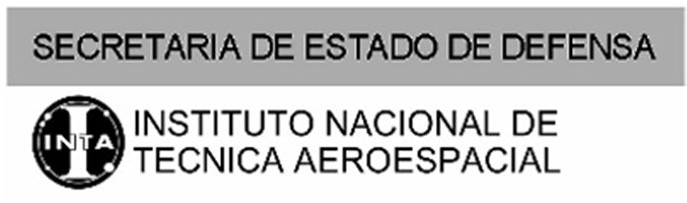 SECRETARIA DE ESTADO DE DEFENSA
INTA
INSTITUTO NACIONAL DE
TECNICA AEROESPACIAL